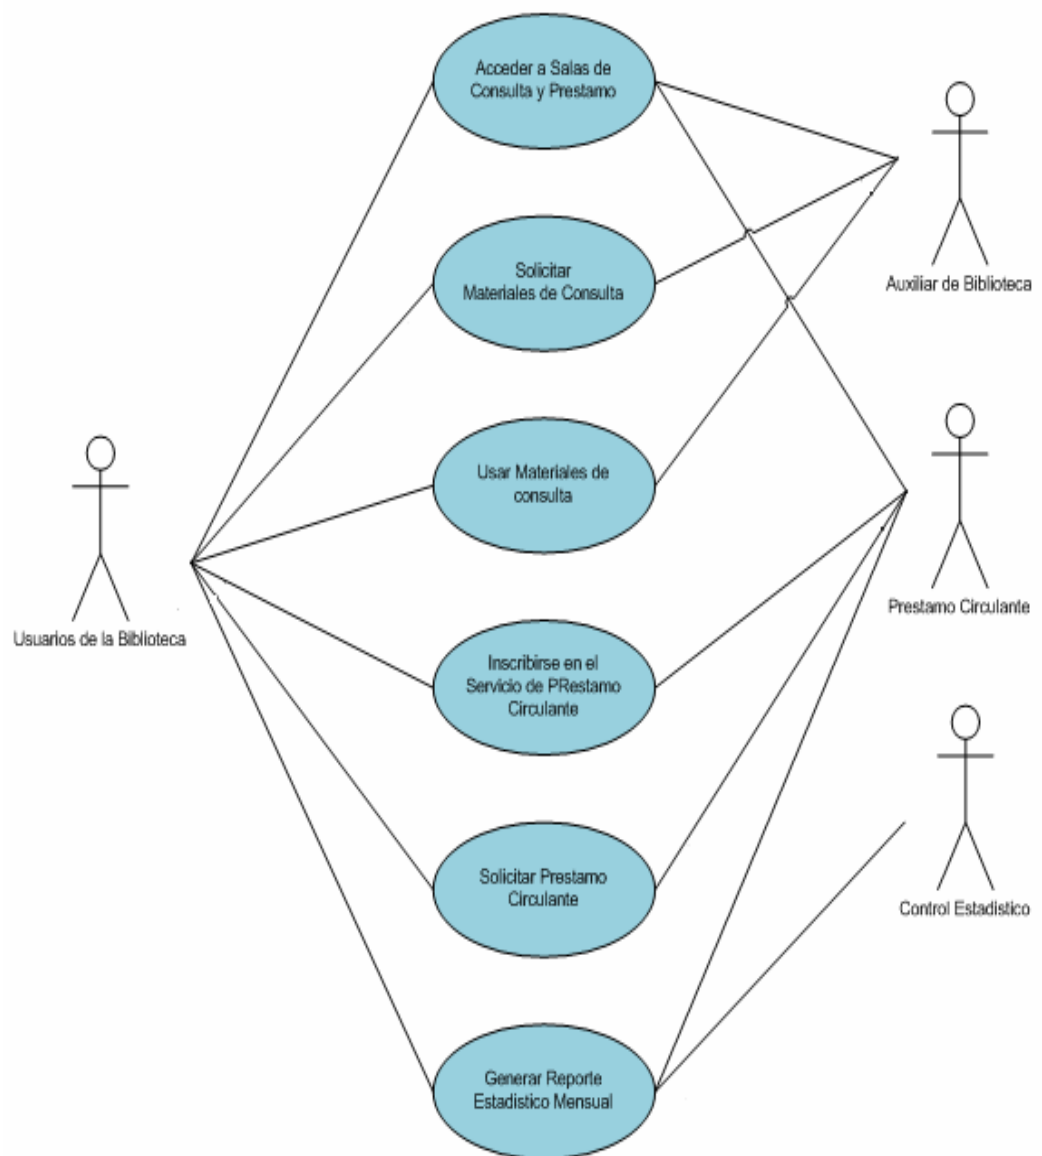 Acceder a Salas de
Consulta y Prestamo
Auxiliar de Biblioteca
Solicitar
Materiales de Consulta
Usar Materiales de
consulta
Usuarios de la Biblioteca
Prestamo Circulante
Inscribirse en el
Servicio de PRestamo
Circulante
Solicitar Prestamo
Circulante
Control Estadistico
Generar Reporte
Estadistico Mensual